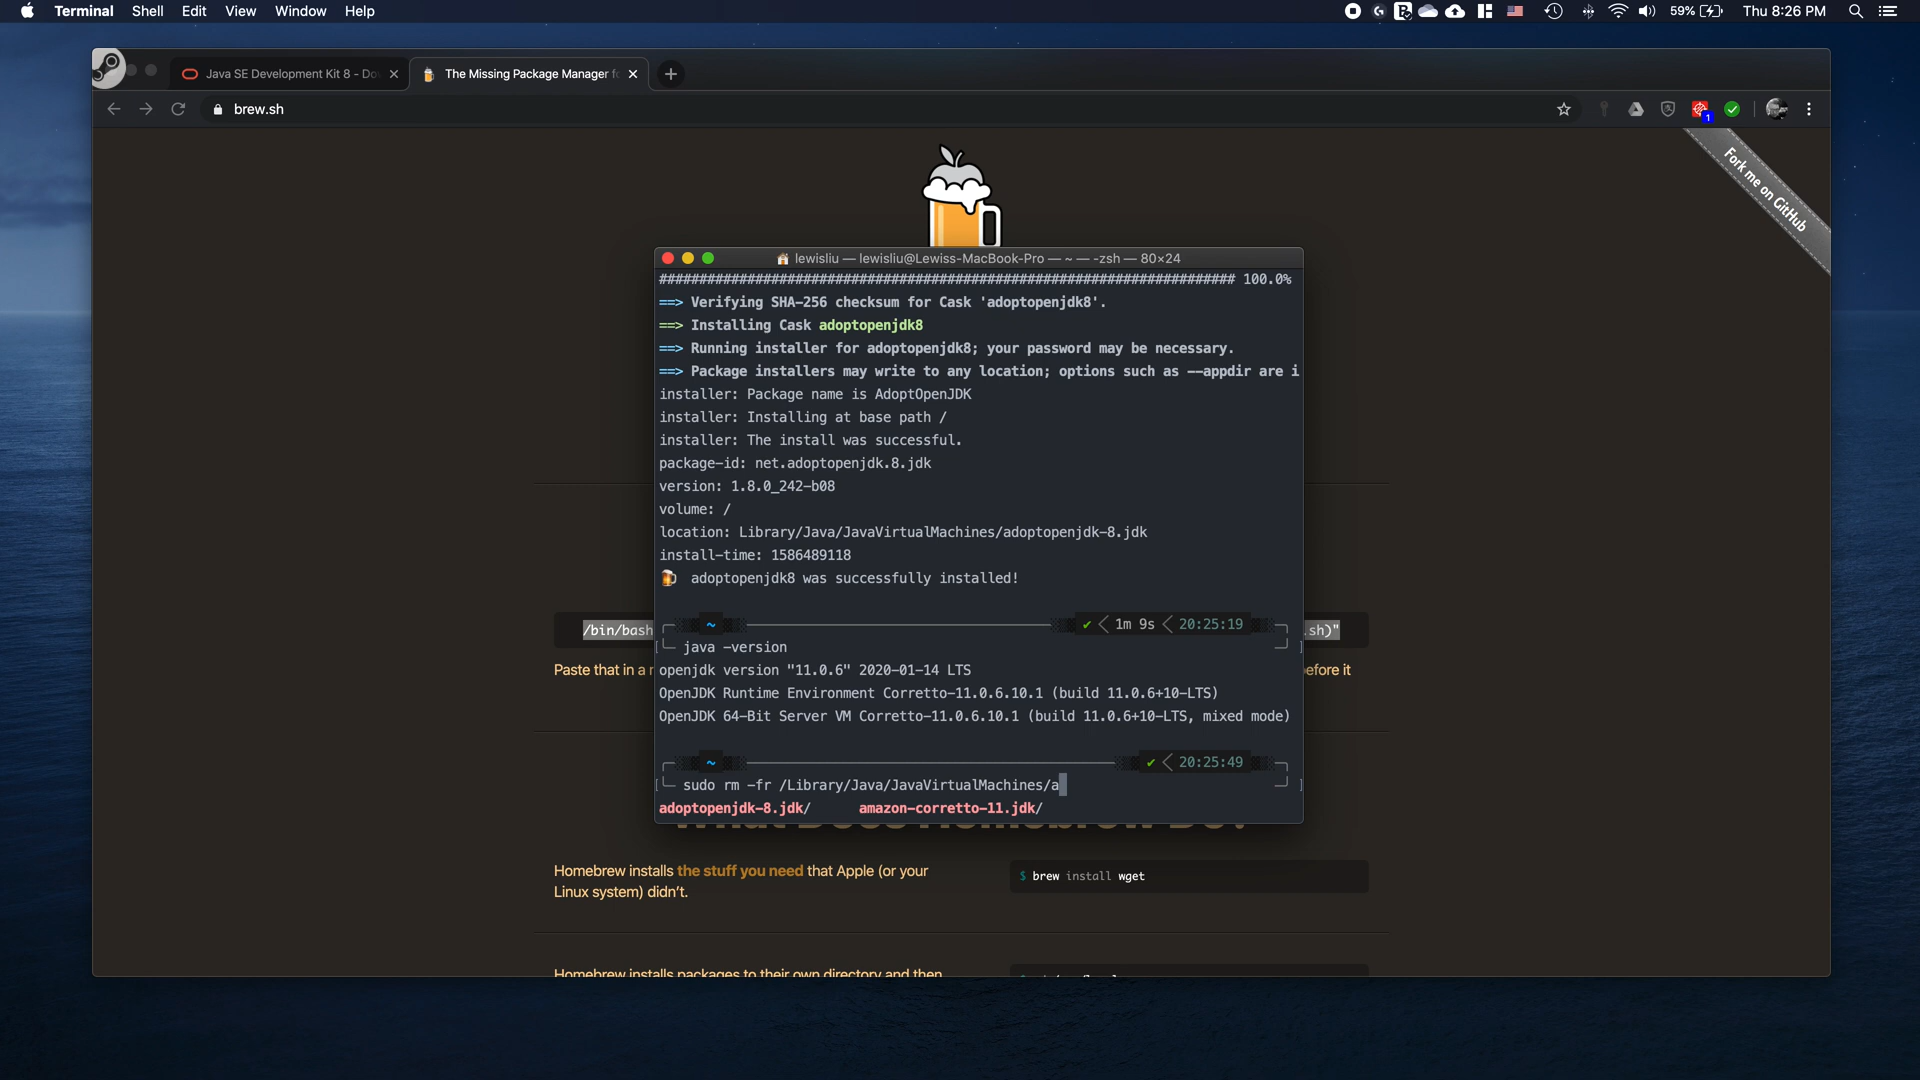 Terminal Shell Edit View Window Help 59% Thu 8:26 PM
Java SE Development Kit 8 - Do
The Missing Package Manager fo
brew.sh
1
Fork me on GitHub
lewisliu — lewisliu@Lewiss-MacBook-Pro — ~ — -zsh — 80×24
######################################################################## 100.0%
==> Verifying SHA-256 checksum for Cask 'adoptopenjdk8'.
==> Installing Cask adoptopenjdk8
==> Running installer for adoptopenjdk8; your password may be necessary.
==> Package installers may write to any location; options such as --appdir are i
installer: Package name is AdoptOpenJDK
installer: Installing at base path /
installer: The install was successful.
package-id: net.adoptopenjdk.8.jdk
version: 1.8.0_242-b08
volume: /
location: Library/Java/JavaVirtualMachines/adoptopenjdk-8.jdk
install-time: 1586489118
adoptopenjdk8 was successfully installed!
~ ✔ 1m 9s 20:25:19
java -version
openjdk version "11.0.6" 2020-01-14 LTS
OpenJDK Runtime Environment Corretto-11.0.6.10.1 (build 11.0.6+10-LTS)
OpenJDK 64-Bit Server VM Corretto-11.0.6.10.1 (build 11.0.6+10-LTS, mixed mode)
~ ✔ 20:25:49
sudo rm -fr /Library/Java/JavaVirtualMachines/a
adoptopenjdk-8.jdk/ amazon-corretto-11.jdk/
/bin/bash
.sh)"
Paste that in a
efore it
What Does Homebrew Do?
Homebrew installs the stuff you need that Apple (or your
Linux system) didn't.
$ brew install wget
Homebrew installs packages to their own directory and then